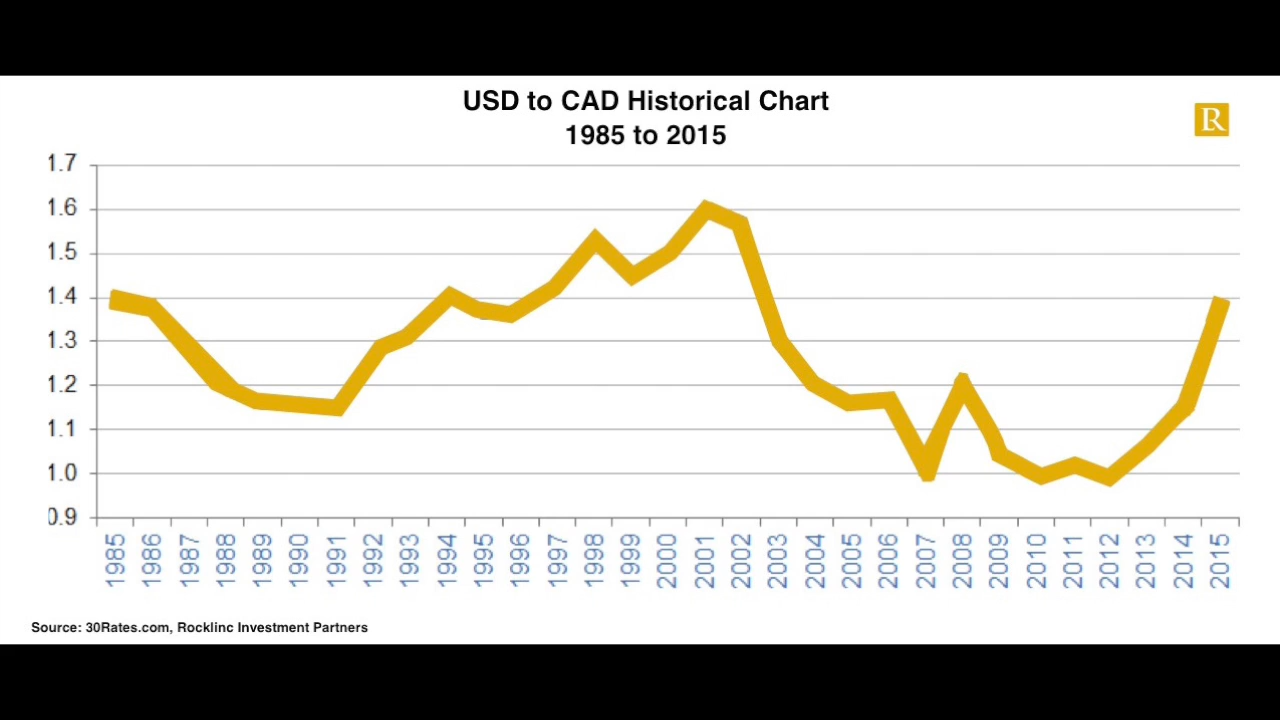 USD to CAD Historical Chart
1985 to 2015
R
1.7
1.6
1.5
1.4
1.3
1.2
1.1
1.0
0.9
1985 1986 1987 1988 1989 1990 1991 1992 1993 1994 1995 1996 1997 1998 1999 2000 2001 2002 2003 2004 2005 2006 2007 2008 2009 2010 2011 2012 2013 2014 2015
Source: 30Rates.com, Rocklinc Investment Partners